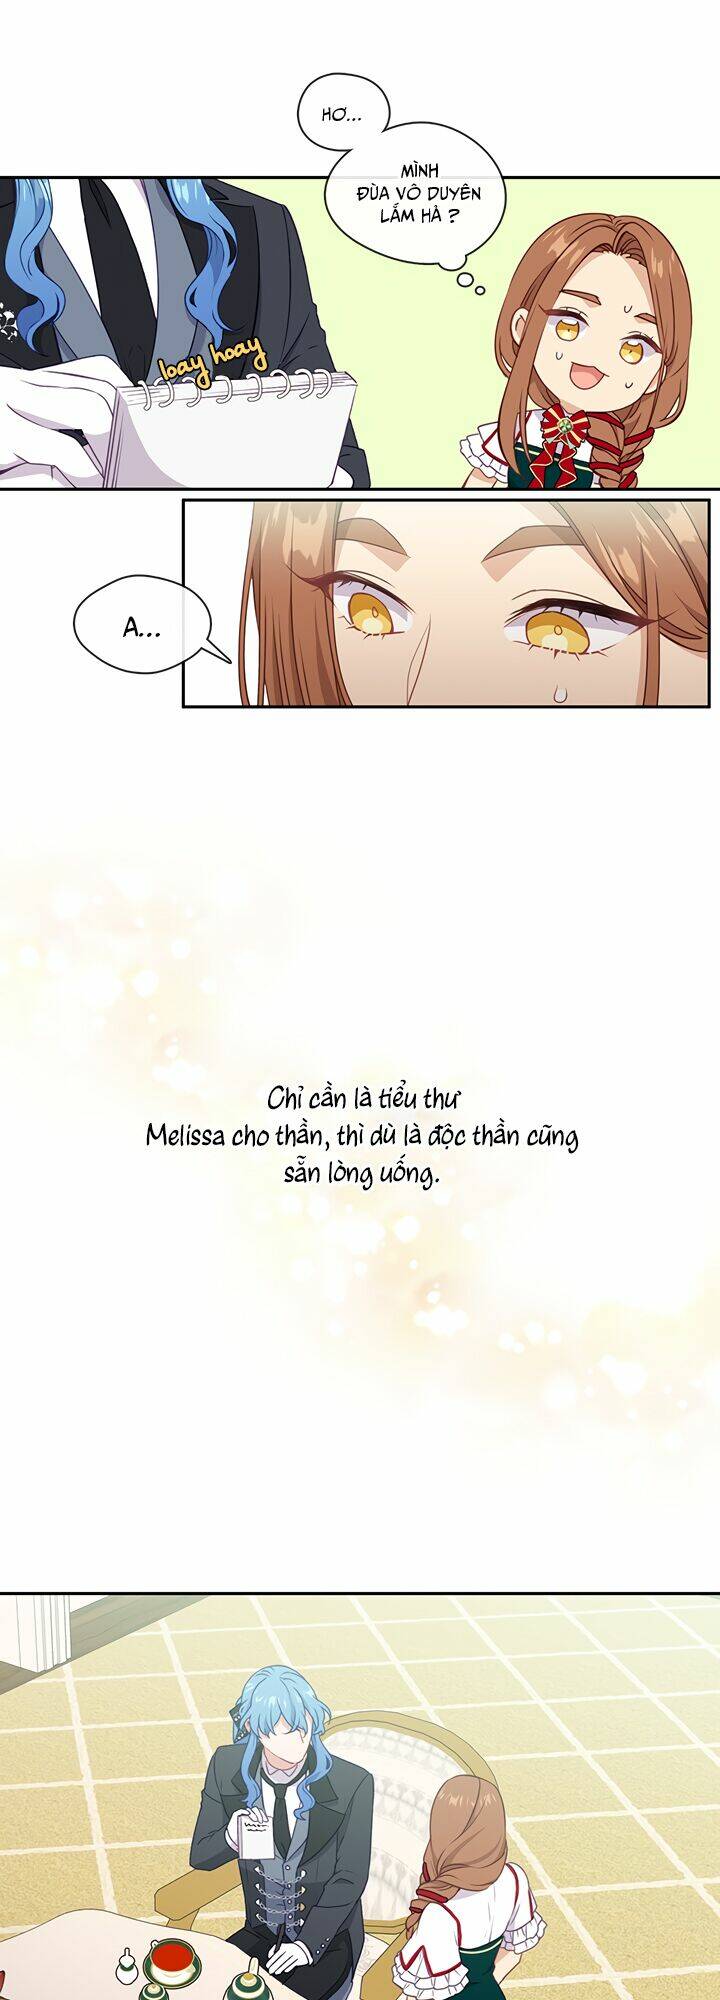 HƠ...
MÌNH
ĐÙA VÔ DUYÊN
LẮM HẢ ?
loay hoay
A...
Chỉ cần là tiểu thư
Melissa cho thần, thì dù là độc thần cũng
sẵn lòng uống.